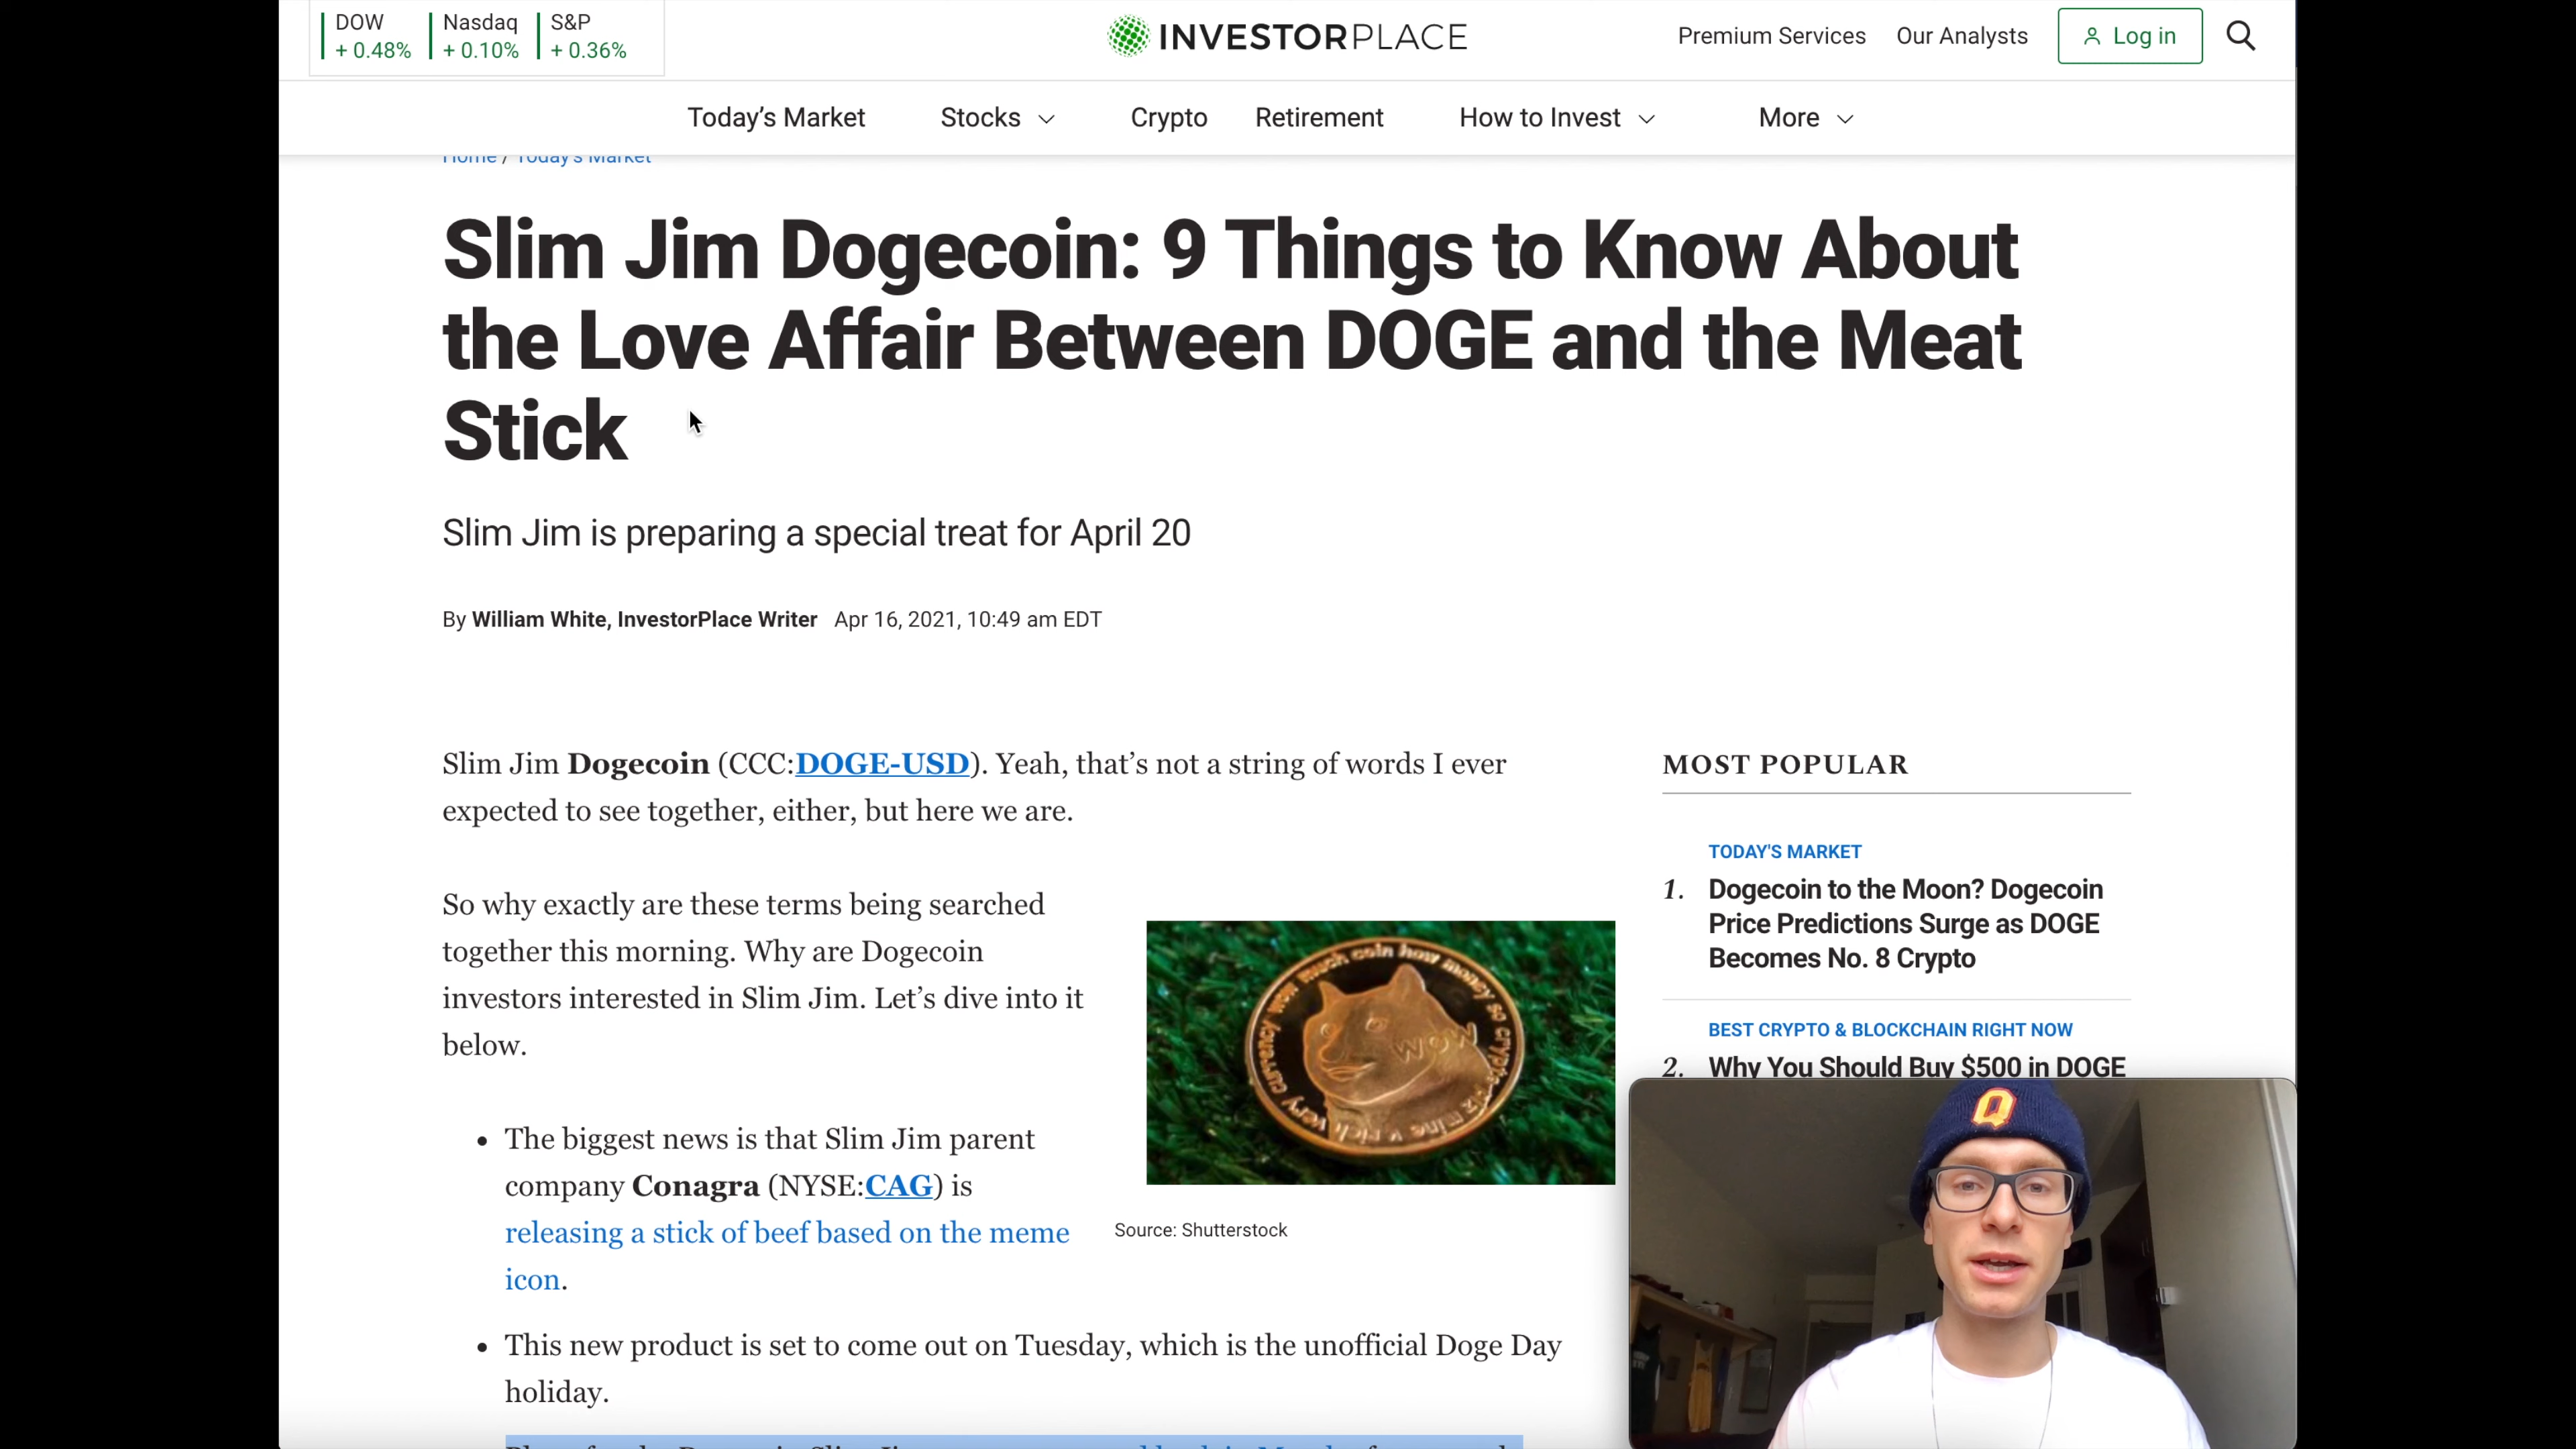 DOW
+ 0.48%
Nasdaq
+ 0.10%
S&P
+ 0.36%
INVESTORPLACE
Premium Services
Our Analysts
Log in
Today's Market
Stocks
Crypto
Retirement
How to Invest
More
Home / Today's Market
Slim Jim Dogecoin: 9 Things to Know About
the Love Affair Between DOGE and the Meat
Stick
Slim Jim is preparing a special treat for April 20
By William White, InvestorPlace Writer Apr 16, 2021, 10:49 am EDT
Slim Jim Dogecoin (CCC:DOGE-USD). Yeah, that’s not a string of words I ever
expected to see together, either, but here we are.
So why exactly are these terms being searched
together this morning. Why are Dogecoin
investors interested in Slim Jim. Let’s dive into it
below.
wow
Source: Shutterstock
• The biggest news is that Slim Jim parent
company Conagra (NYSE:CAG) is
releasing a stick of beef based on the meme
icon.
• This new product is set to come out on Tuesday, which is the unofficial Doge Day
holiday.
MOST POPULAR
TODAY'S MARKET
1. Dogecoin to the Moon? Dogecoin
Price Predictions Surge as DOGE
Becomes No. 8 Crypto
BEST CRYPTO & BLOCKCHAIN RIGHT NOW
2. Why You Should Buy $500 in DOGE
Q